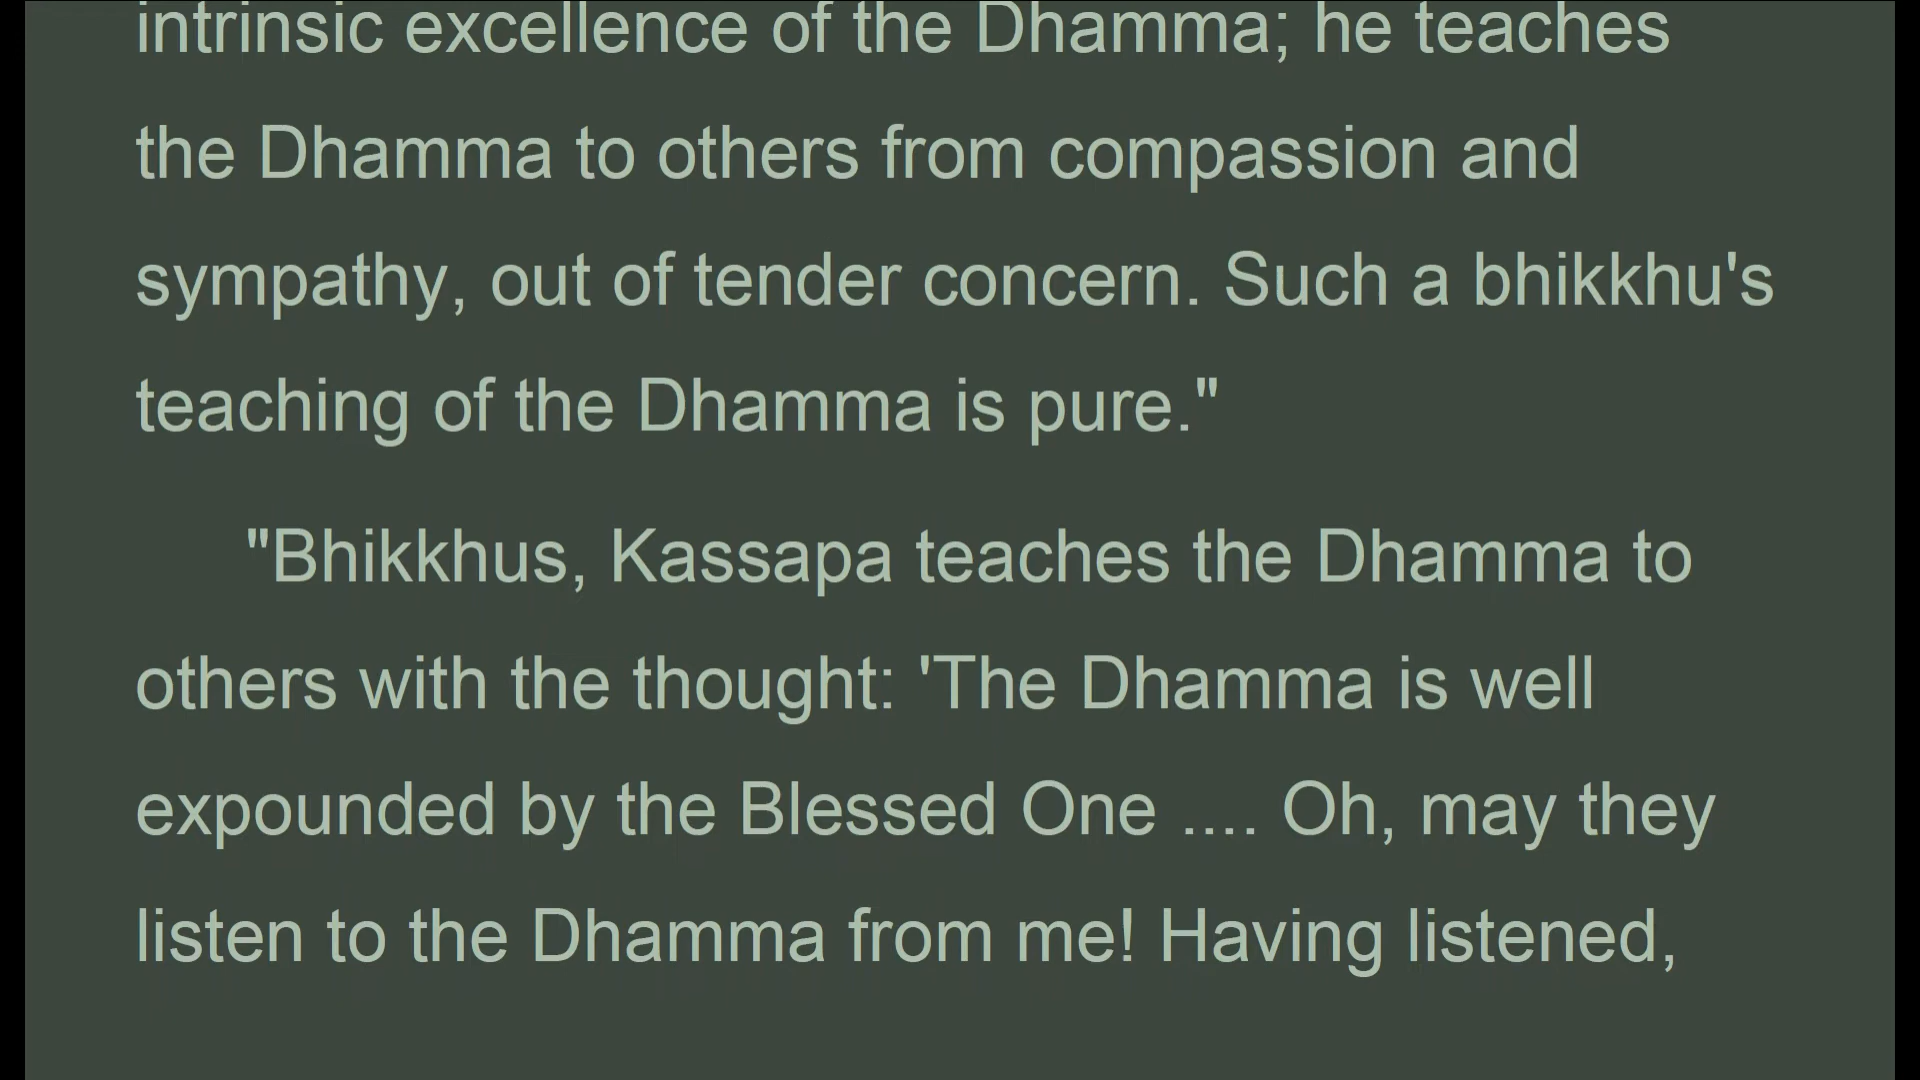 intrinsic excellence of the Dhamma; he teaches
the Dhamma to others from compassion and
sympathy, out of tender concern. Such a bhikkhu's
teaching of the Dhamma is pure."
"Bhikkhus, Kassapa teaches the Dhamma to
others with the thought: 'The Dhamma is well
expounded by the Blessed One .... Oh, may they
listen to the Dhamma from me! Having listened,